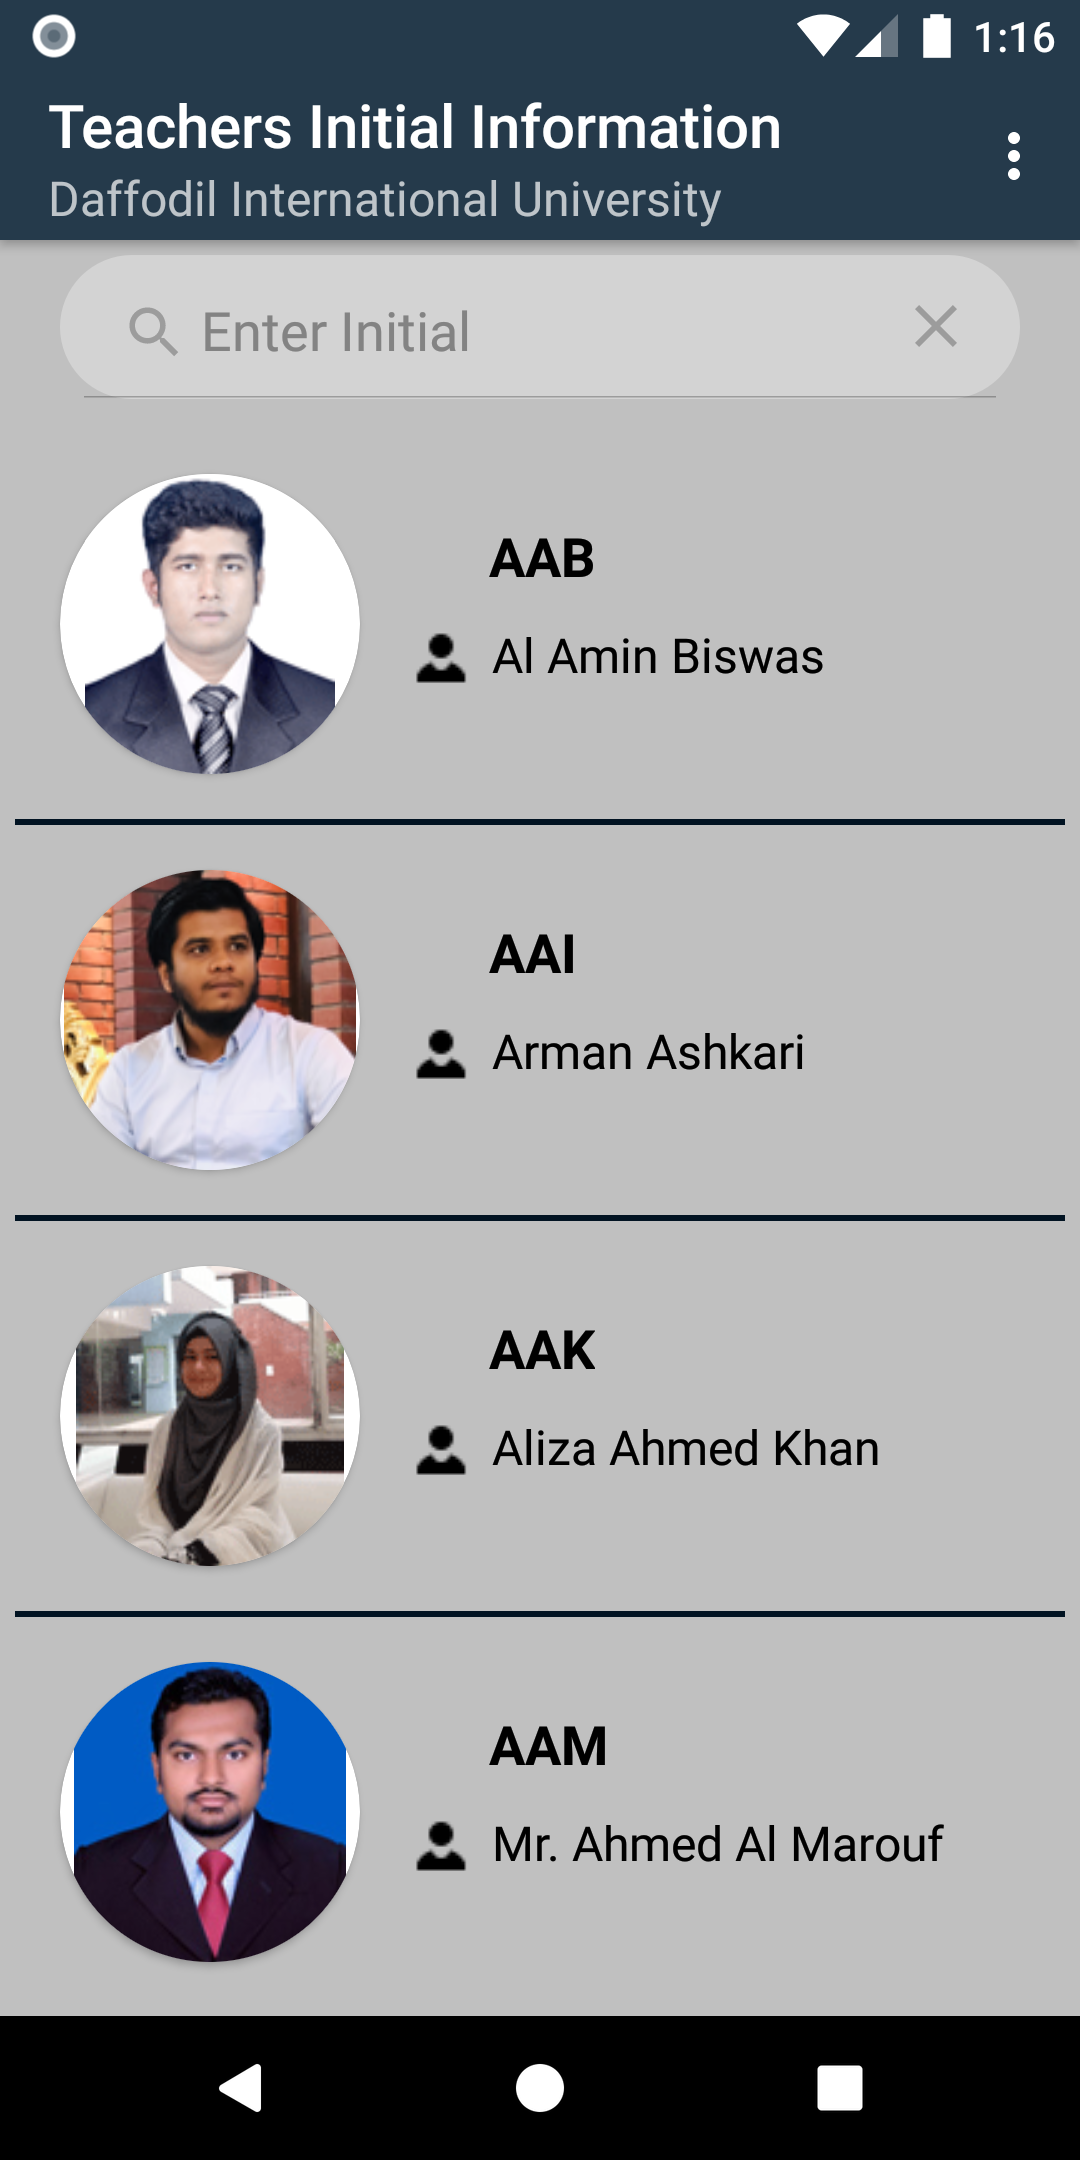 1:16
Teachers Initial Information
Daffodil International University
Enter Initial
AAB
Al Amin Biswas
AAI
Arman Ashkari
AAK
Aliza Ahmed Khan
AAM
Mr. Ahmed Al Marouf